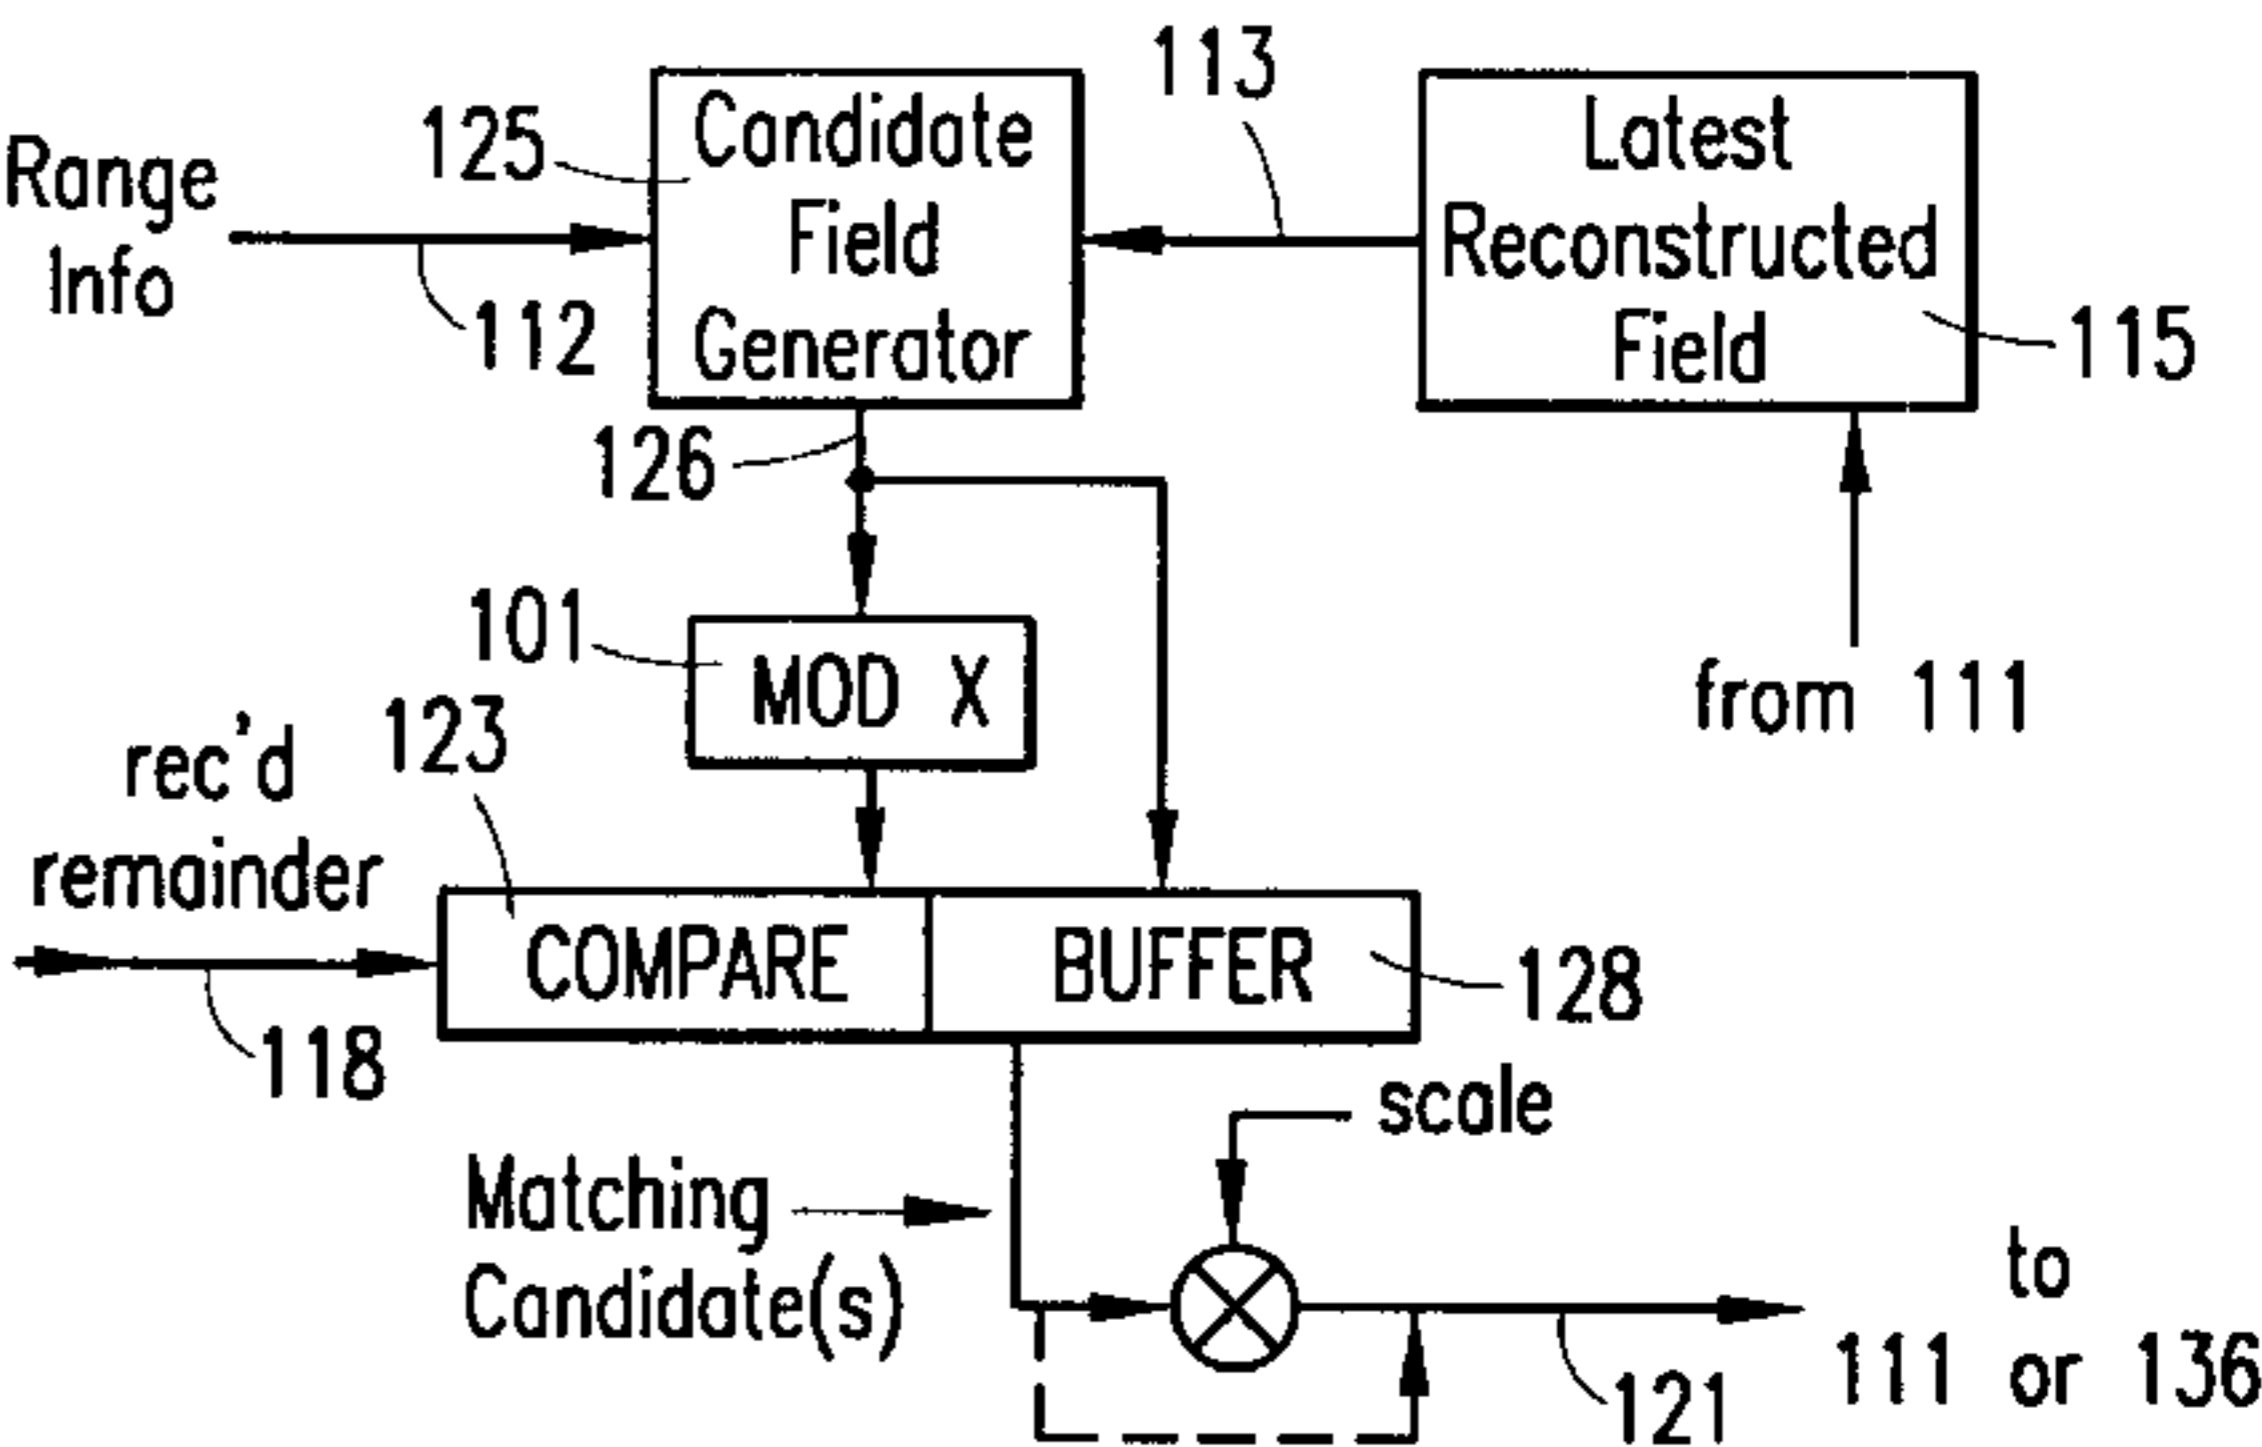 113
125
Candidate
Field
Generator
Latest
Reconstructed
Field
Range
Info
112
115
126
101
MOD X
from 111
123
rec'd
remainder
COMPARE
BUFFER
128
118
scale
Matching
Candidate(s)
to
111 or 136
121